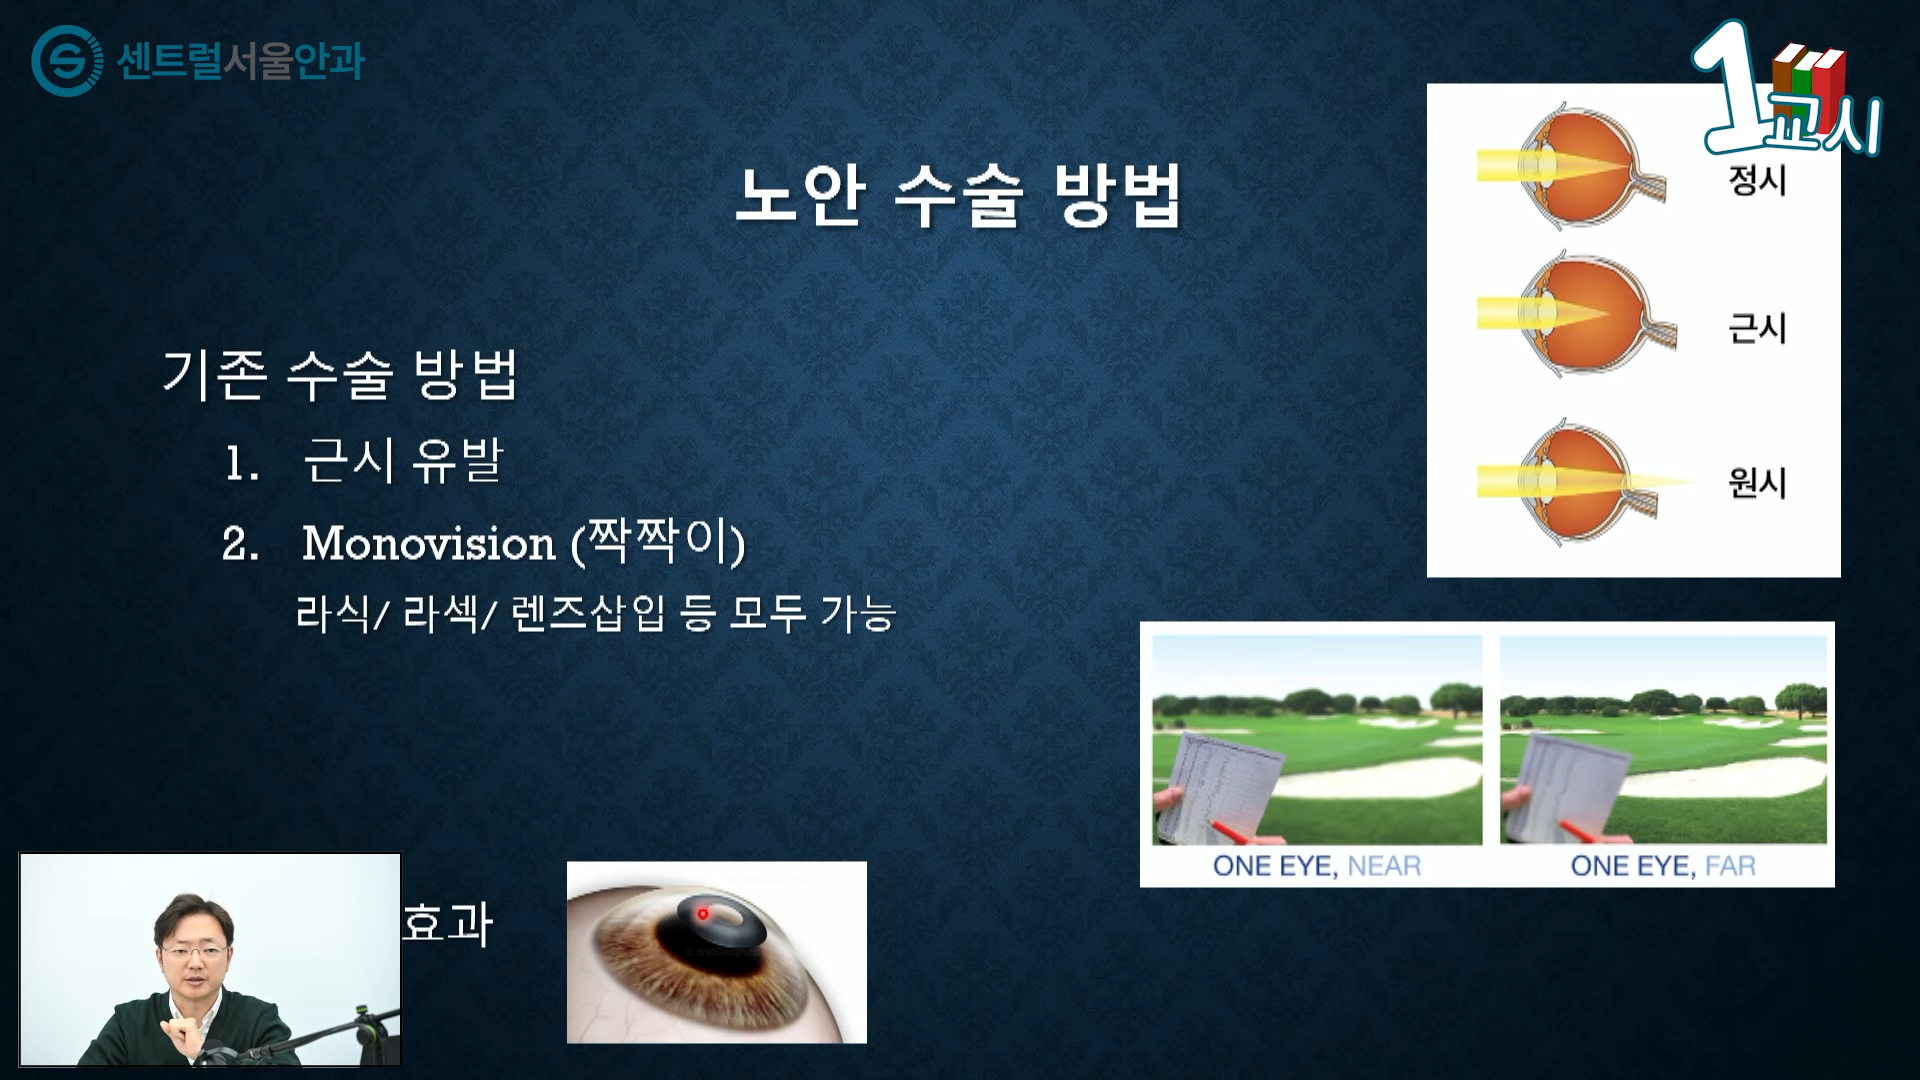 센트럴서울안과
1교시
노안 수술 방법
기존 수술 방법
1. 근시 유발
2. Monovision (짝짝이)
라식/ 라섹/ 렌즈삽입 등 모두 가능
효과
정시
근시
원시
ONE EYE, NEAR
ONE EYE, FAR